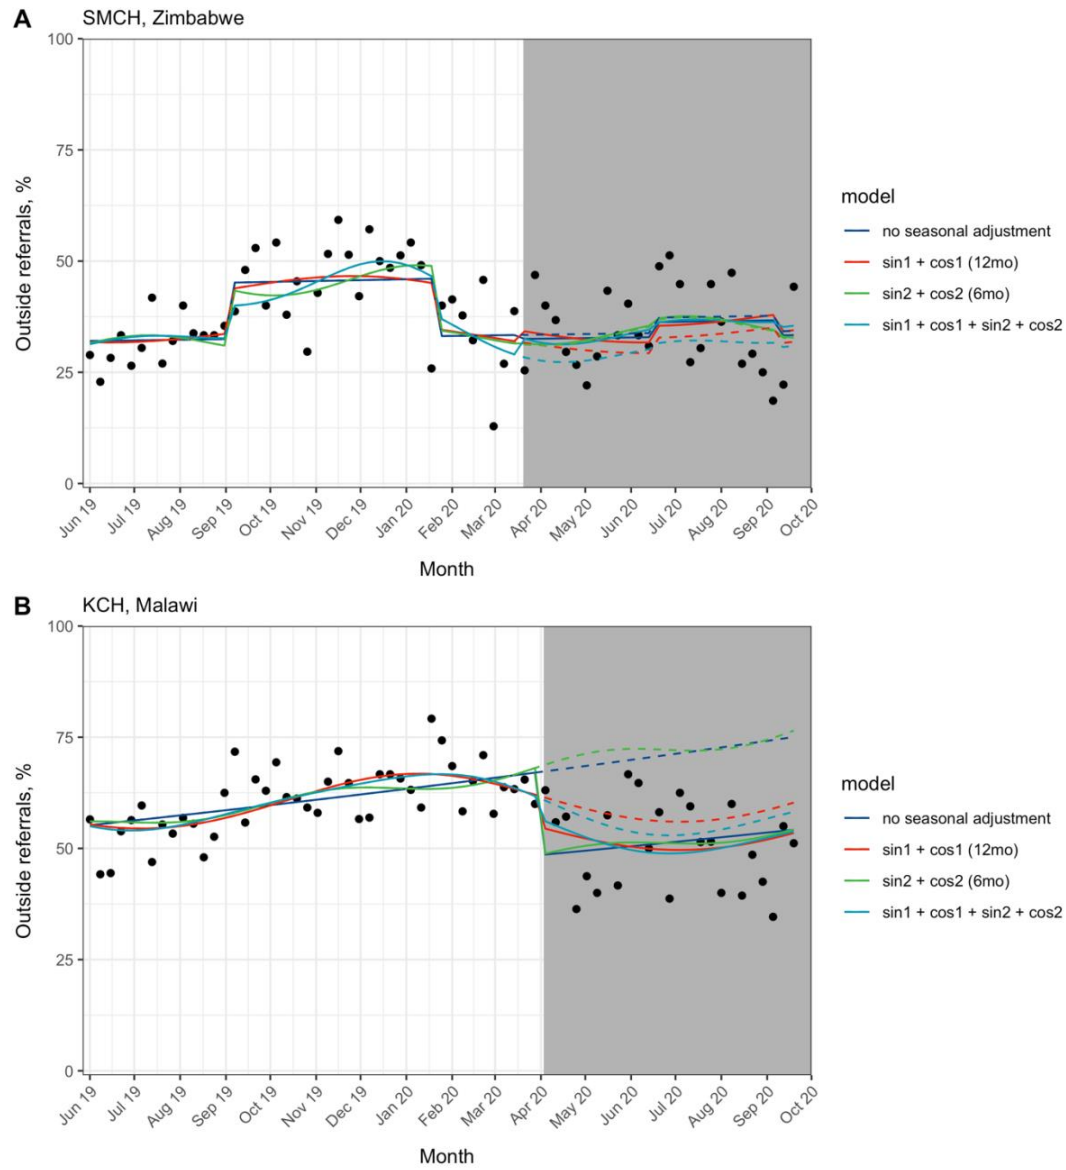 A
SMCH, Zimbabwe
100
75
50
25
0
Outside referrals, %
Jun 19
Jul 19
Aug 19
Sep 19
Oct 19
Nov 19
Dec 19
Jan 20
Feb 20
Mar 20
Apr 20
May 20
Jun 20
Jul 20
Aug 20
Sep 20
Oct 20
Month
model
no seasonal adjustment
sin1 + cos1 (12mo)
sin2 + cos2 (6mo)
sin1 + cos1 + sin2 + cos2
B
KCH, Malawi
100
75
50
25
0
Outside referrals, %
Jun 19
Jul 19
Aug 19
Sep 19
Oct 19
Nov 19
Dec 19
Jan 20
Feb 20
Mar 20
Apr 20
May 20
Jun 20
Jul 20
Aug 20
Sep 20
Oct 20
Month
model
no seasonal adjustment
sin1 + cos1 (12mo)
sin2 + cos2 (6mo)
sin1 + cos1 + sin2 + cos2